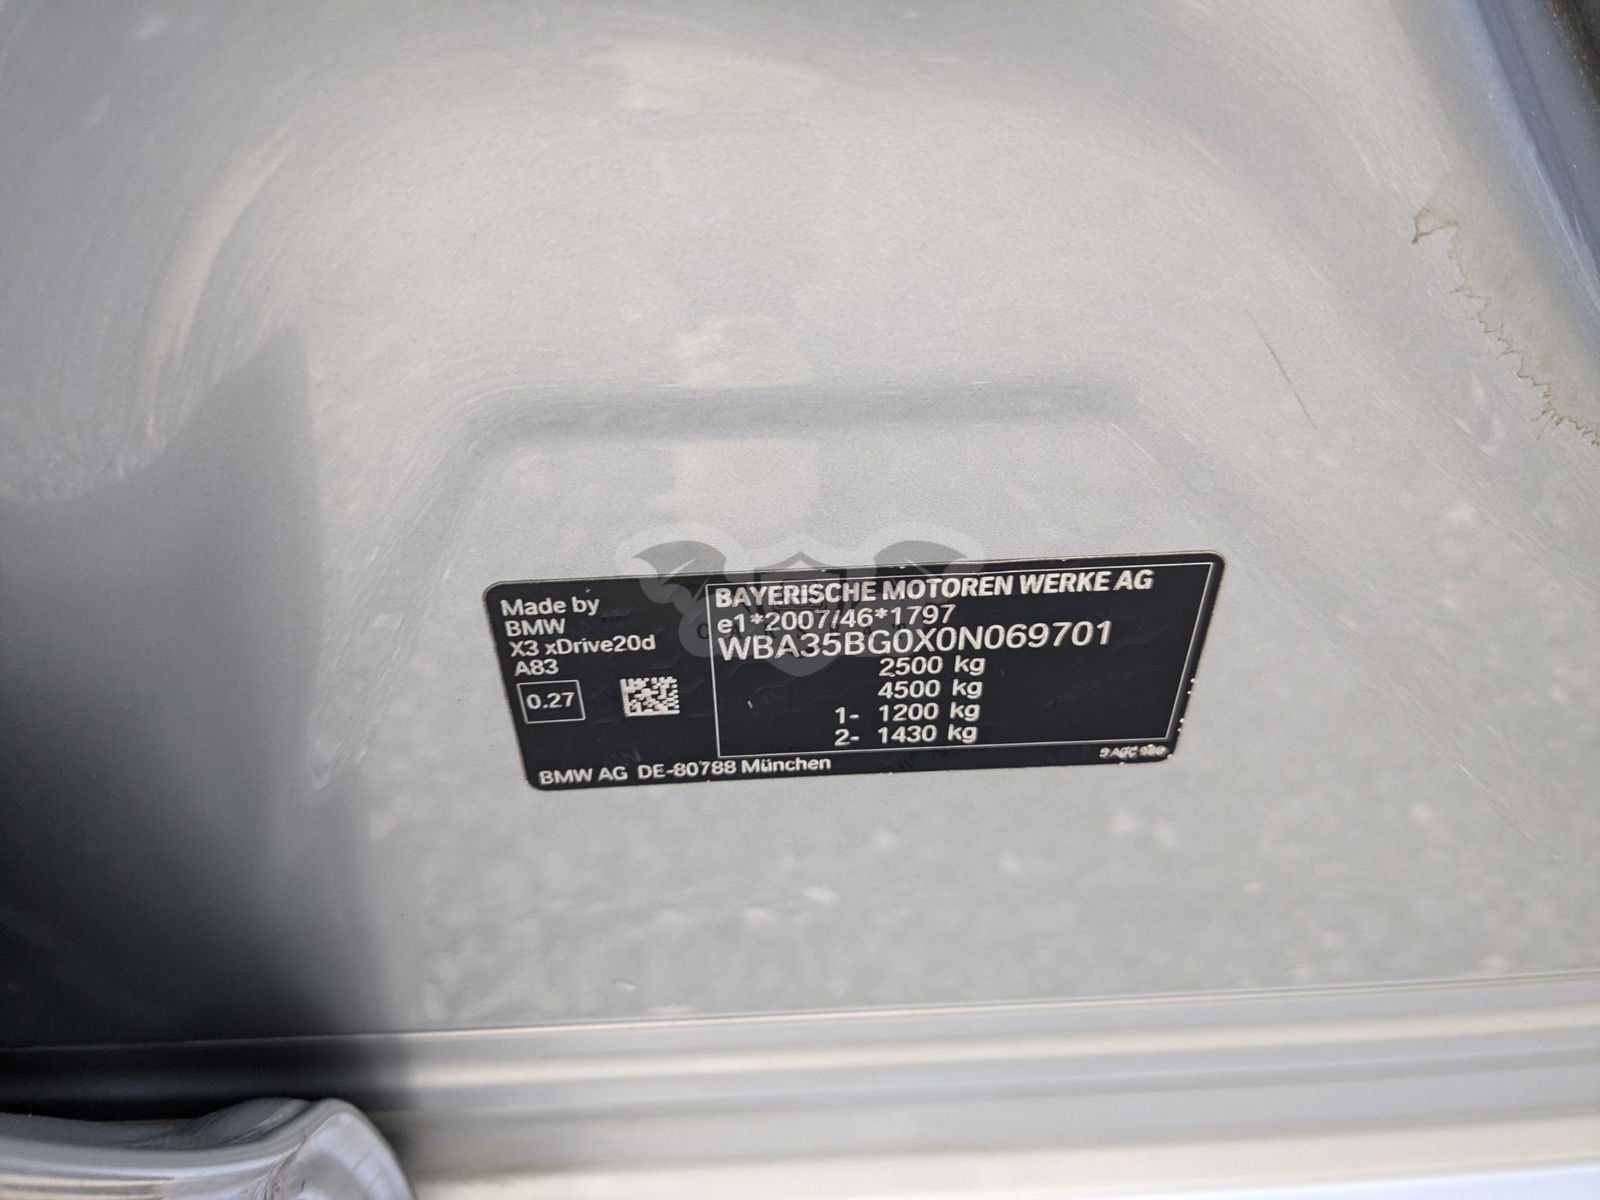 Made by
BMW
X3 xDrive20d
A83
0.27
BAYERISCHE MOTOREN WERKE AG
e1*2007/46*1797
WBA35BG0X0N069701
2500 kg
4500 kg
1- 1200 kg
2- 1430 kg
BMW AG DE-80788 München